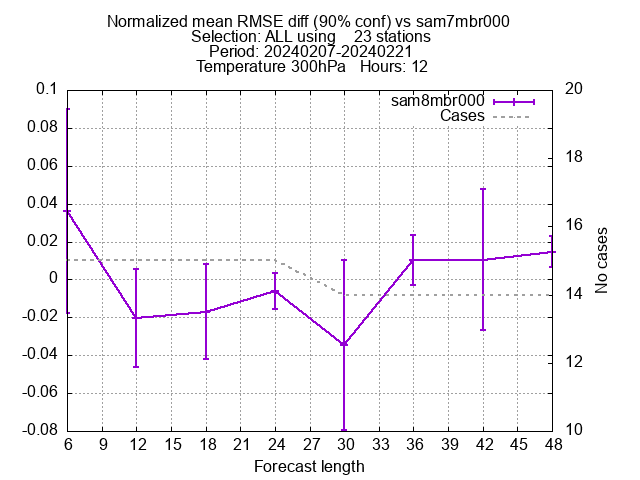 Normalized mean RMSE diff (90% conf) vs sam7mbr000
Selection: ALL using    23 stations
Period: 20240207-20240221
Temperature 300hPa   Hours: 12
sam8mbr000
Cases
0.1
0.08
0.06
0.04
0.02
0
-0.02
-0.04
-0.06
-0.08
20
18
16
14
12
10
No cases
6 9 12 15 18 21 24 27 30 33 36 39 42 45 48
Forecast length